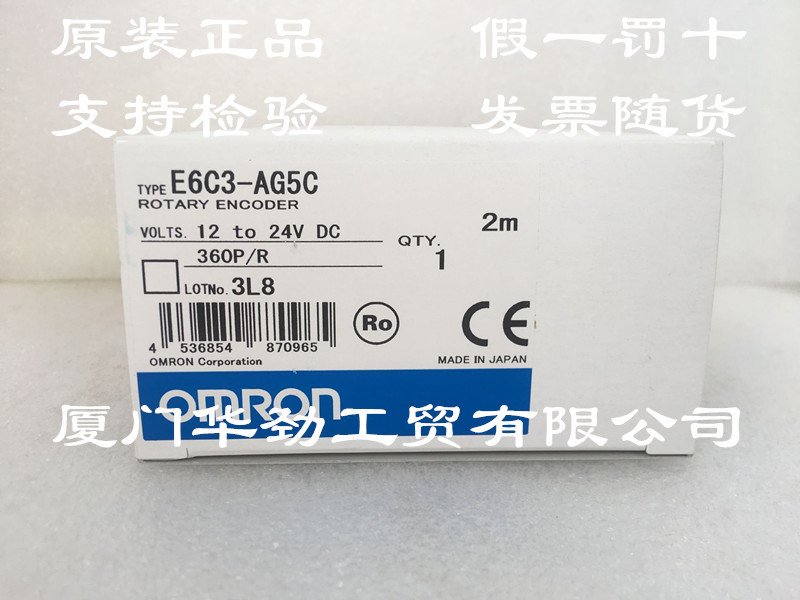 原装正品 假一罚十
支持检验 发票随货
TYPE E6C3-AG5C
ROTARY ENCODER
VOLTS. 12 to 24V DC
360P/R
QTY. 1
2m
LOTNo. 3L8
Ro
CE
4 536854 870965
OMRON Corporation
MADE IN JAPAN
OMRON
厦门华劲工贸有限公司